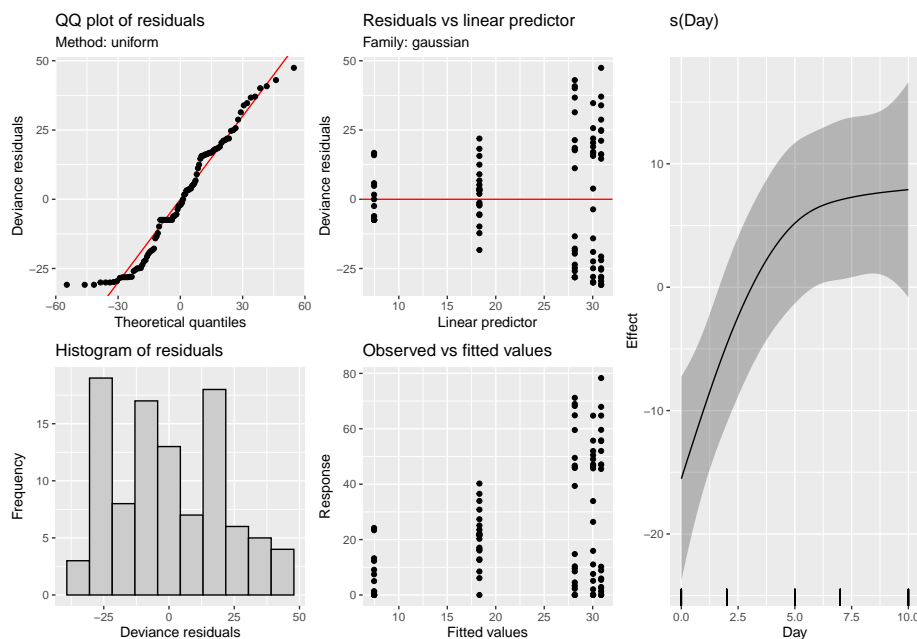 QQ plot of residuals
Method: uniform
50
25
0
−25
−60
−30
0
30
60
Deviance residuals
Theoretical quantiles
Residuals vs linear predictor
Family: gaussian
50
25
0
−25
10
15
20
25
30
Deviance residuals
Linear predictor
Histogram of residuals
15
10
5
0
−25
0
25
50
Frequency
Deviance residuals
Observed vs fitted values
80
60
40
20
0
10
15
20
25
30
Response
Fitted values
s(Day)
10
0
−10
−20
0.0
2.5
5.0
7.5
10.0
Effect
Day